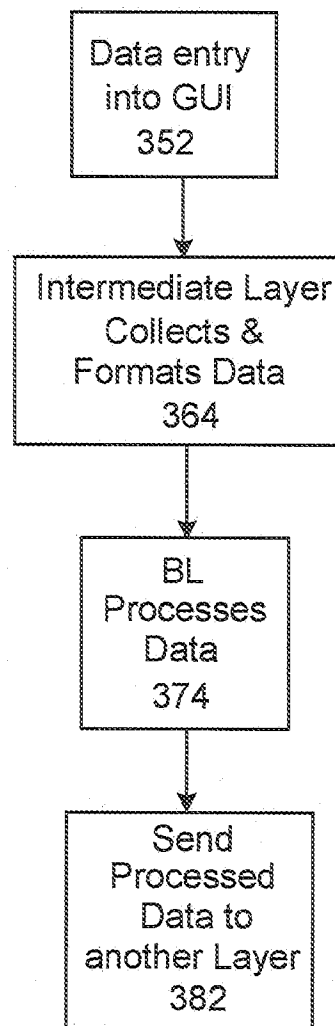 Data entry
into GUI
352
Intermediate Layer
Collects &
Formats Data
364
BL
Processes
Data
374
Send
Processed
Data to
another Layer
382